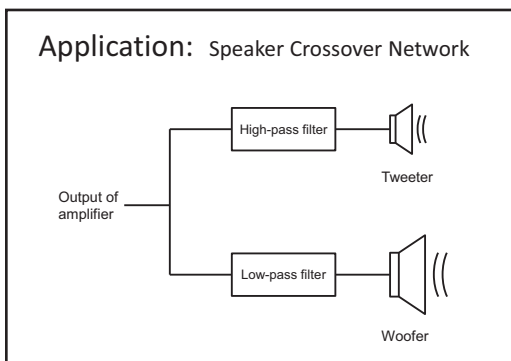 Application: Speaker Crossover Network
High-pass filter
Tweeter
Output of
amplifier
Low-pass filter
Woofer